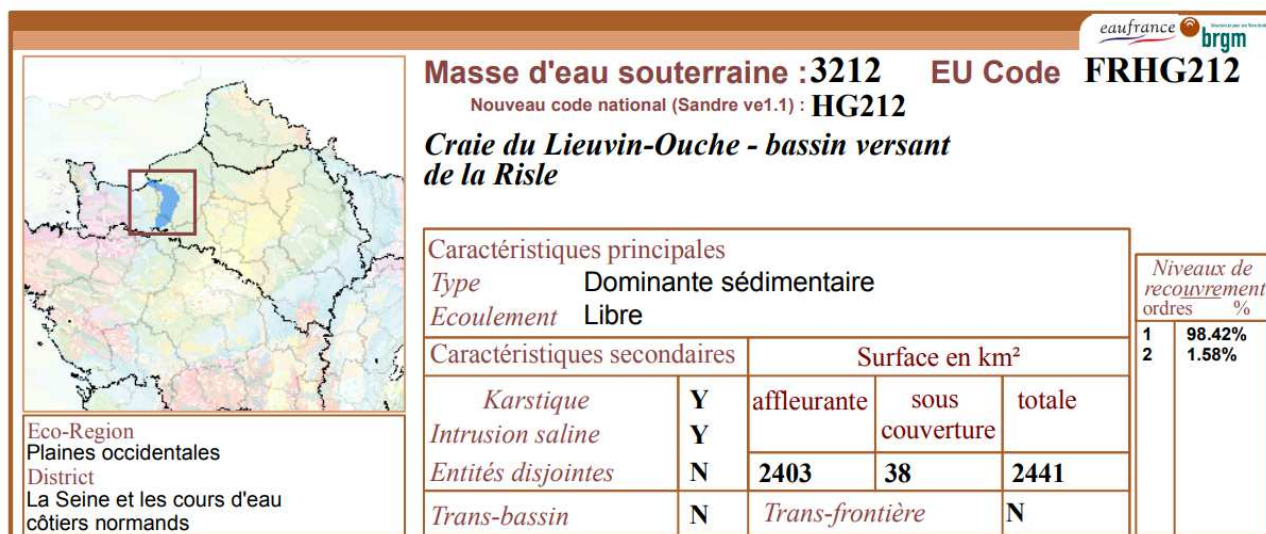 eaufrance
brgm
Masse d'eau souterraine : 3212 EU Code FRHG212
Nouveau code national (Sandre ve1.1) : HG212
Craie du Lieuvin-Ouche - bassin versant
de la Risle
Caractéristiques principales
Type Dominante sédimentaire
Ecoulement Libre
Niveaux de
recouvrement
ordres %
1 98.42%
2 1.58%
Caractéristiques secondaires Surface en km²
Karstique Y affleurante sous totale
couverture
Intrusion saline Y
Entités disjointes N 2403 38 2441
Trans-bassin N Trans-frontière N
Eco-Region
Plaines occidentales
District
La Seine et les cours d'eau
côtiers normands